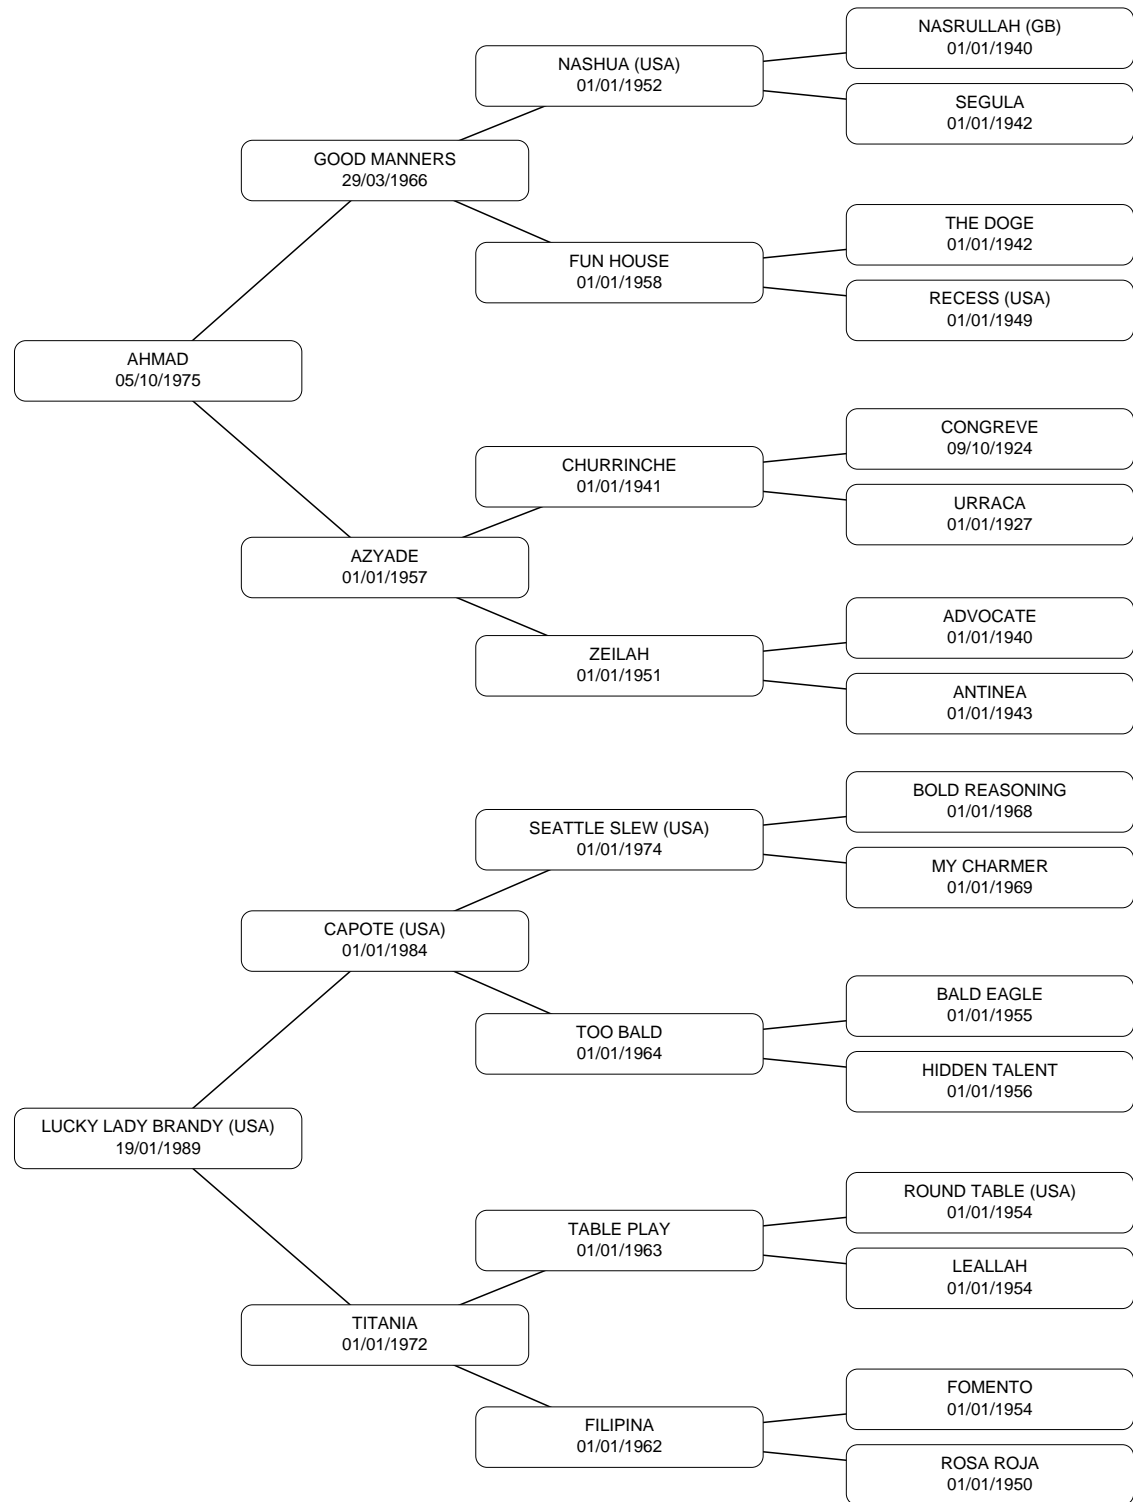 NASRULLAH (GB)
01/01/1940
NASHUA (USA)
01/01/1952
SEGULA
01/01/1942
GOOD MANNERS
29/03/1966
THE DOGE
01/01/1942
FUN HOUSE
01/01/1958
RECESS (USA)
01/01/1949
AHMAD
05/10/1975
CONGREVE
09/10/1924
CHURRINCHE
01/01/1941
URRACA
01/01/1927
AZYADE
01/01/1957
ADVOCATE
01/01/1940
ZEILAH
01/01/1951
ANTINEA
01/01/1943
BOLD REASONING
01/01/1968
SEATTLE SLEW (USA)
01/01/1974
MY CHARMER
01/01/1969
CAPOTE (USA)
01/01/1984
BALD EAGLE
01/01/1955
TOO BALD
01/01/1964
HIDDEN TALENT
01/01/1956
LUCKY LADY BRANDY (USA)
19/01/1989
ROUND TABLE (USA)
01/01/1954
TABLE PLAY
01/01/1963
LEALLAH
01/01/1954
TITANIA
01/01/1972
FOMENTO
01/01/1954
FILIPINA
01/01/1962
ROSA ROJA
01/01/1950